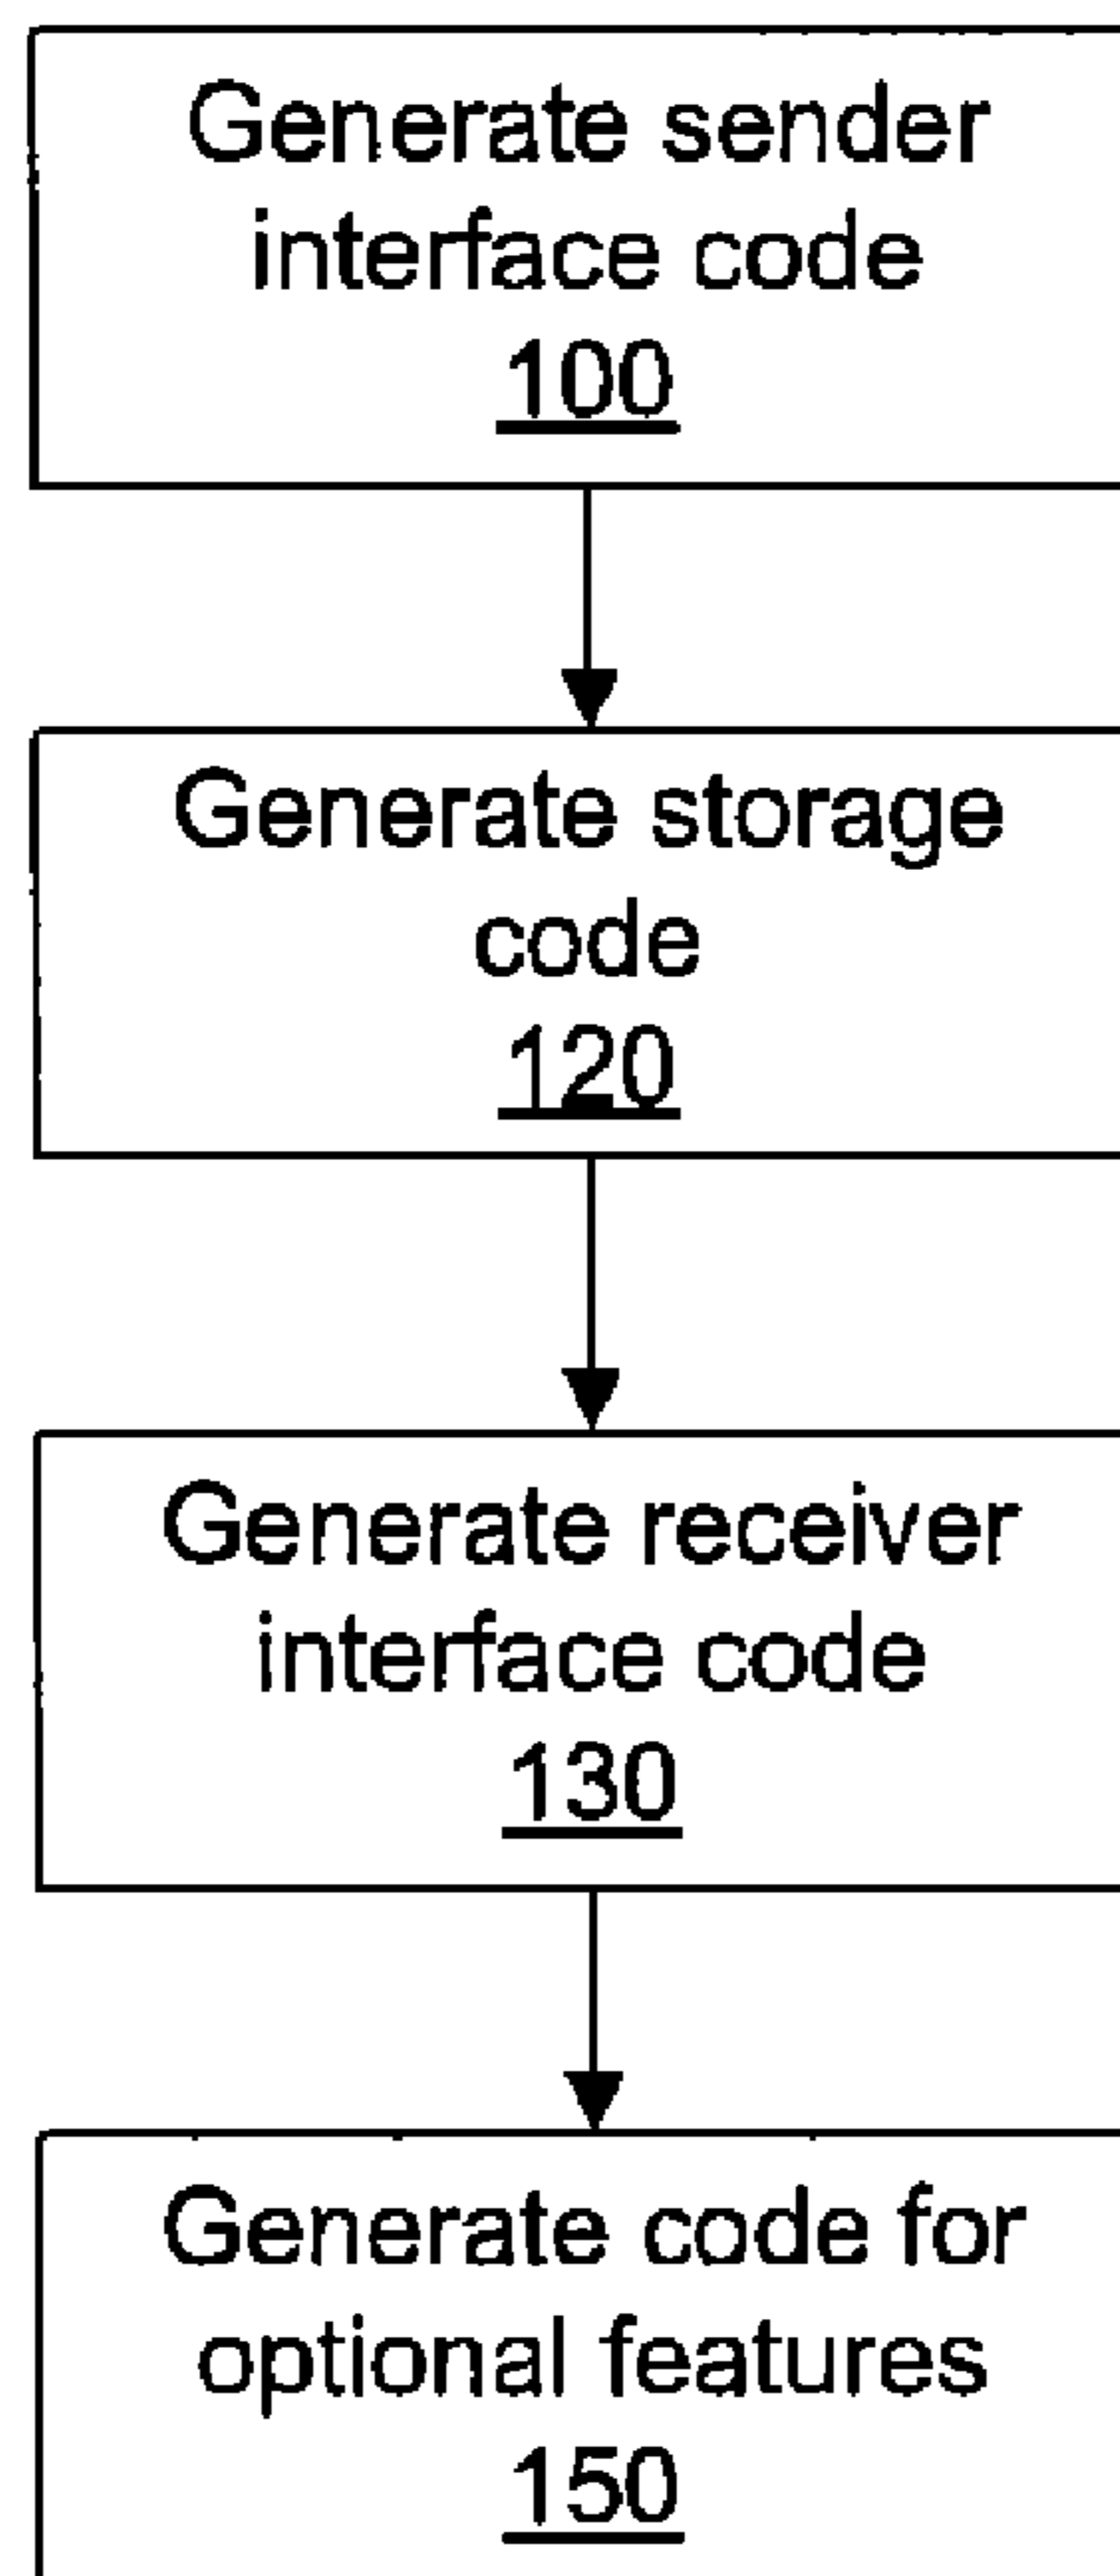 Generate sender
interface code
100
Generate storage
code
120
Generate receiver
interface code
130
Generate code for
optional features
150